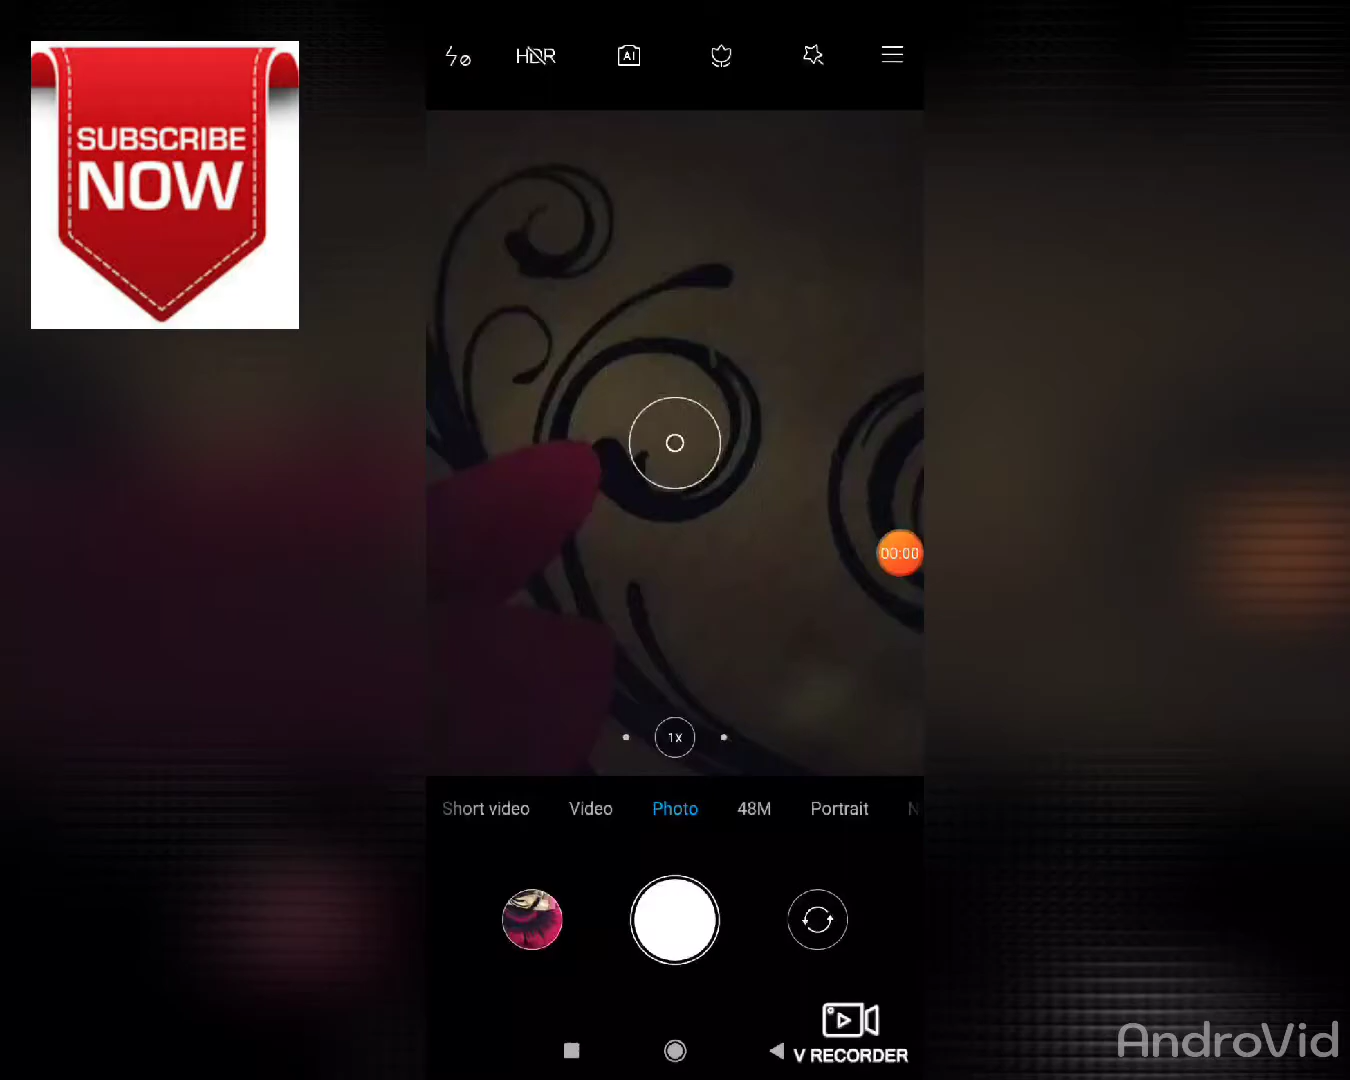 SUBSCRIBE
NOW
HDR
AI
00:00
1X
Short video Video Photo 48M Portrait N
V RECORDER
AndroVid